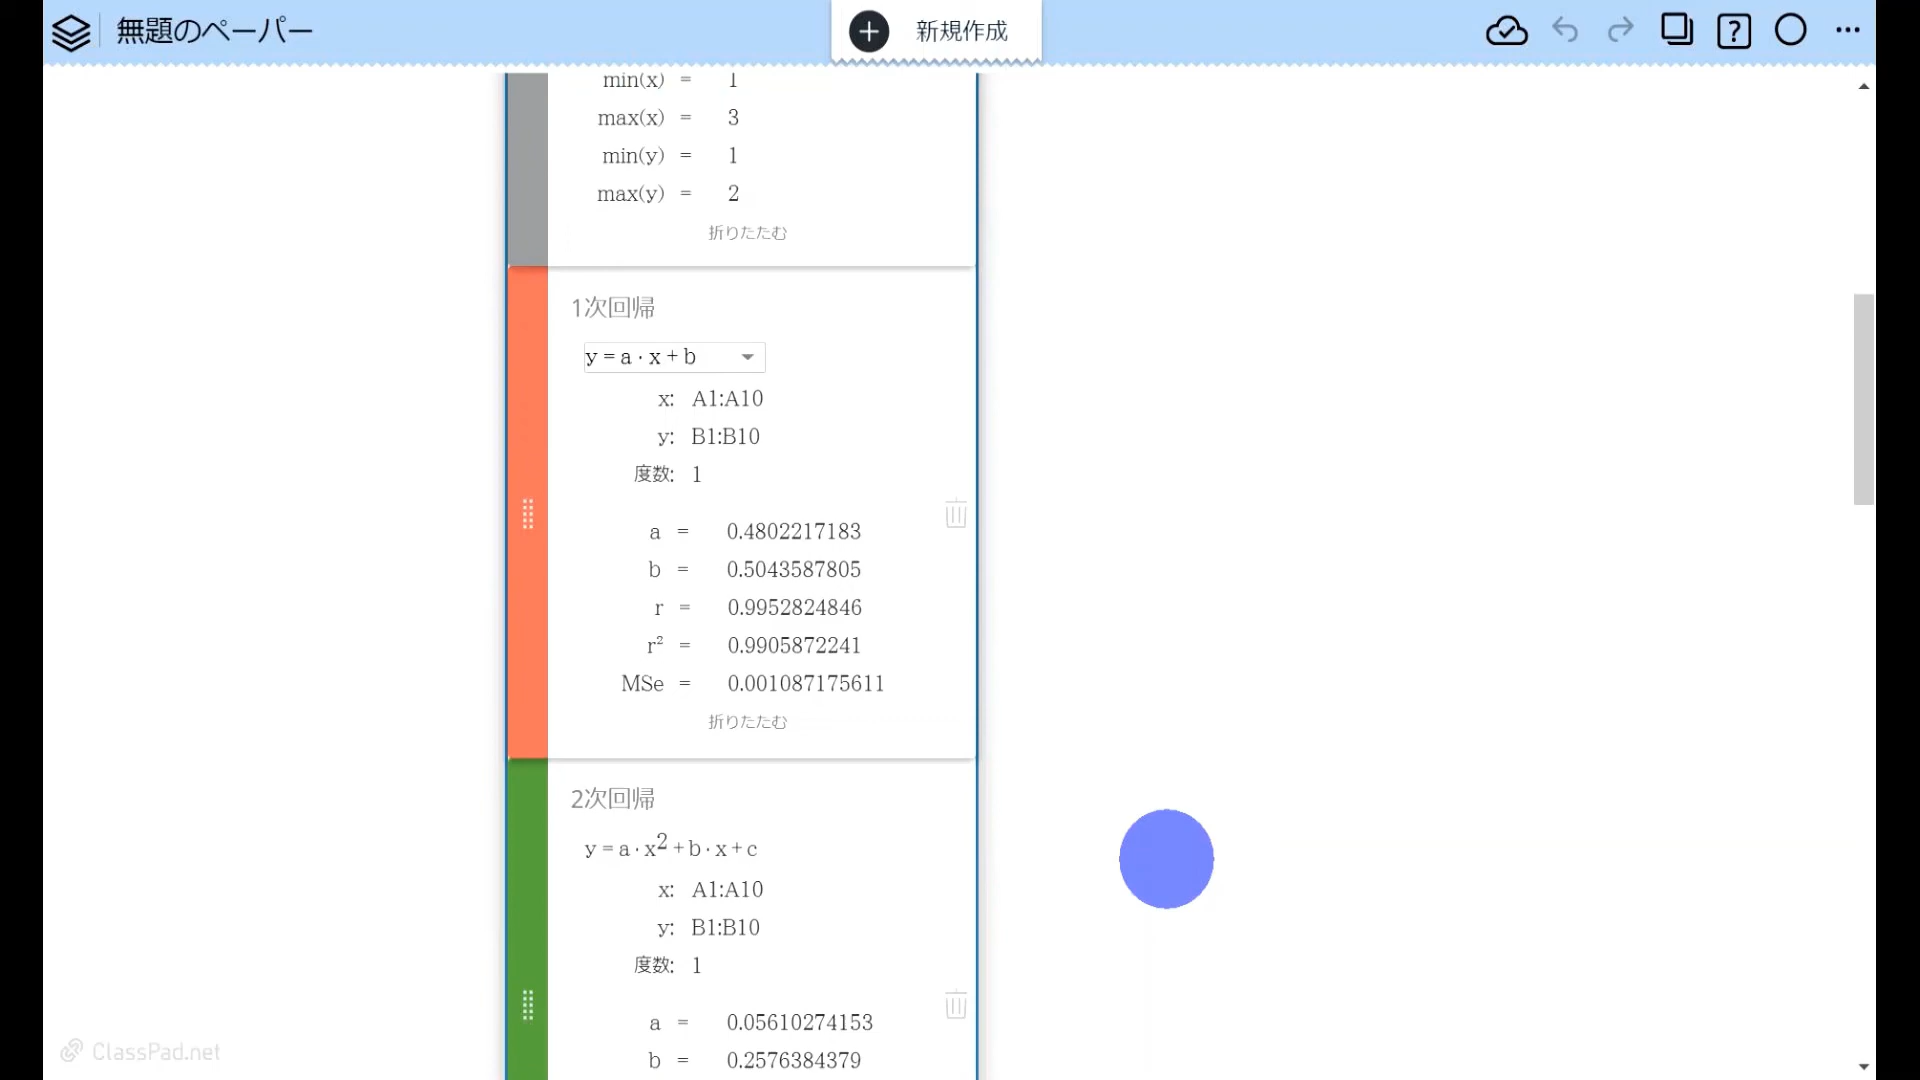 無題のペーパー
新規作成
?
min(x) = 1
max(x) = 3
min(y) = 1
max(y) = 2
折りたたむ
1次回帰
y = a · x + b
x: A1:A10
y: B1:B10
度数: 1
a = 0.4802217183
b = 0.5043587805
r = 0.9952824846
r² = 0.9905872241
MSe = 0.001087175611
折りたたむ
2次回帰
y = a · x² + b · x + c
x: A1:A10
y: B1:B10
度数: 1
a = 0.05610274153
b = 0.2576384379
ClassPad.net